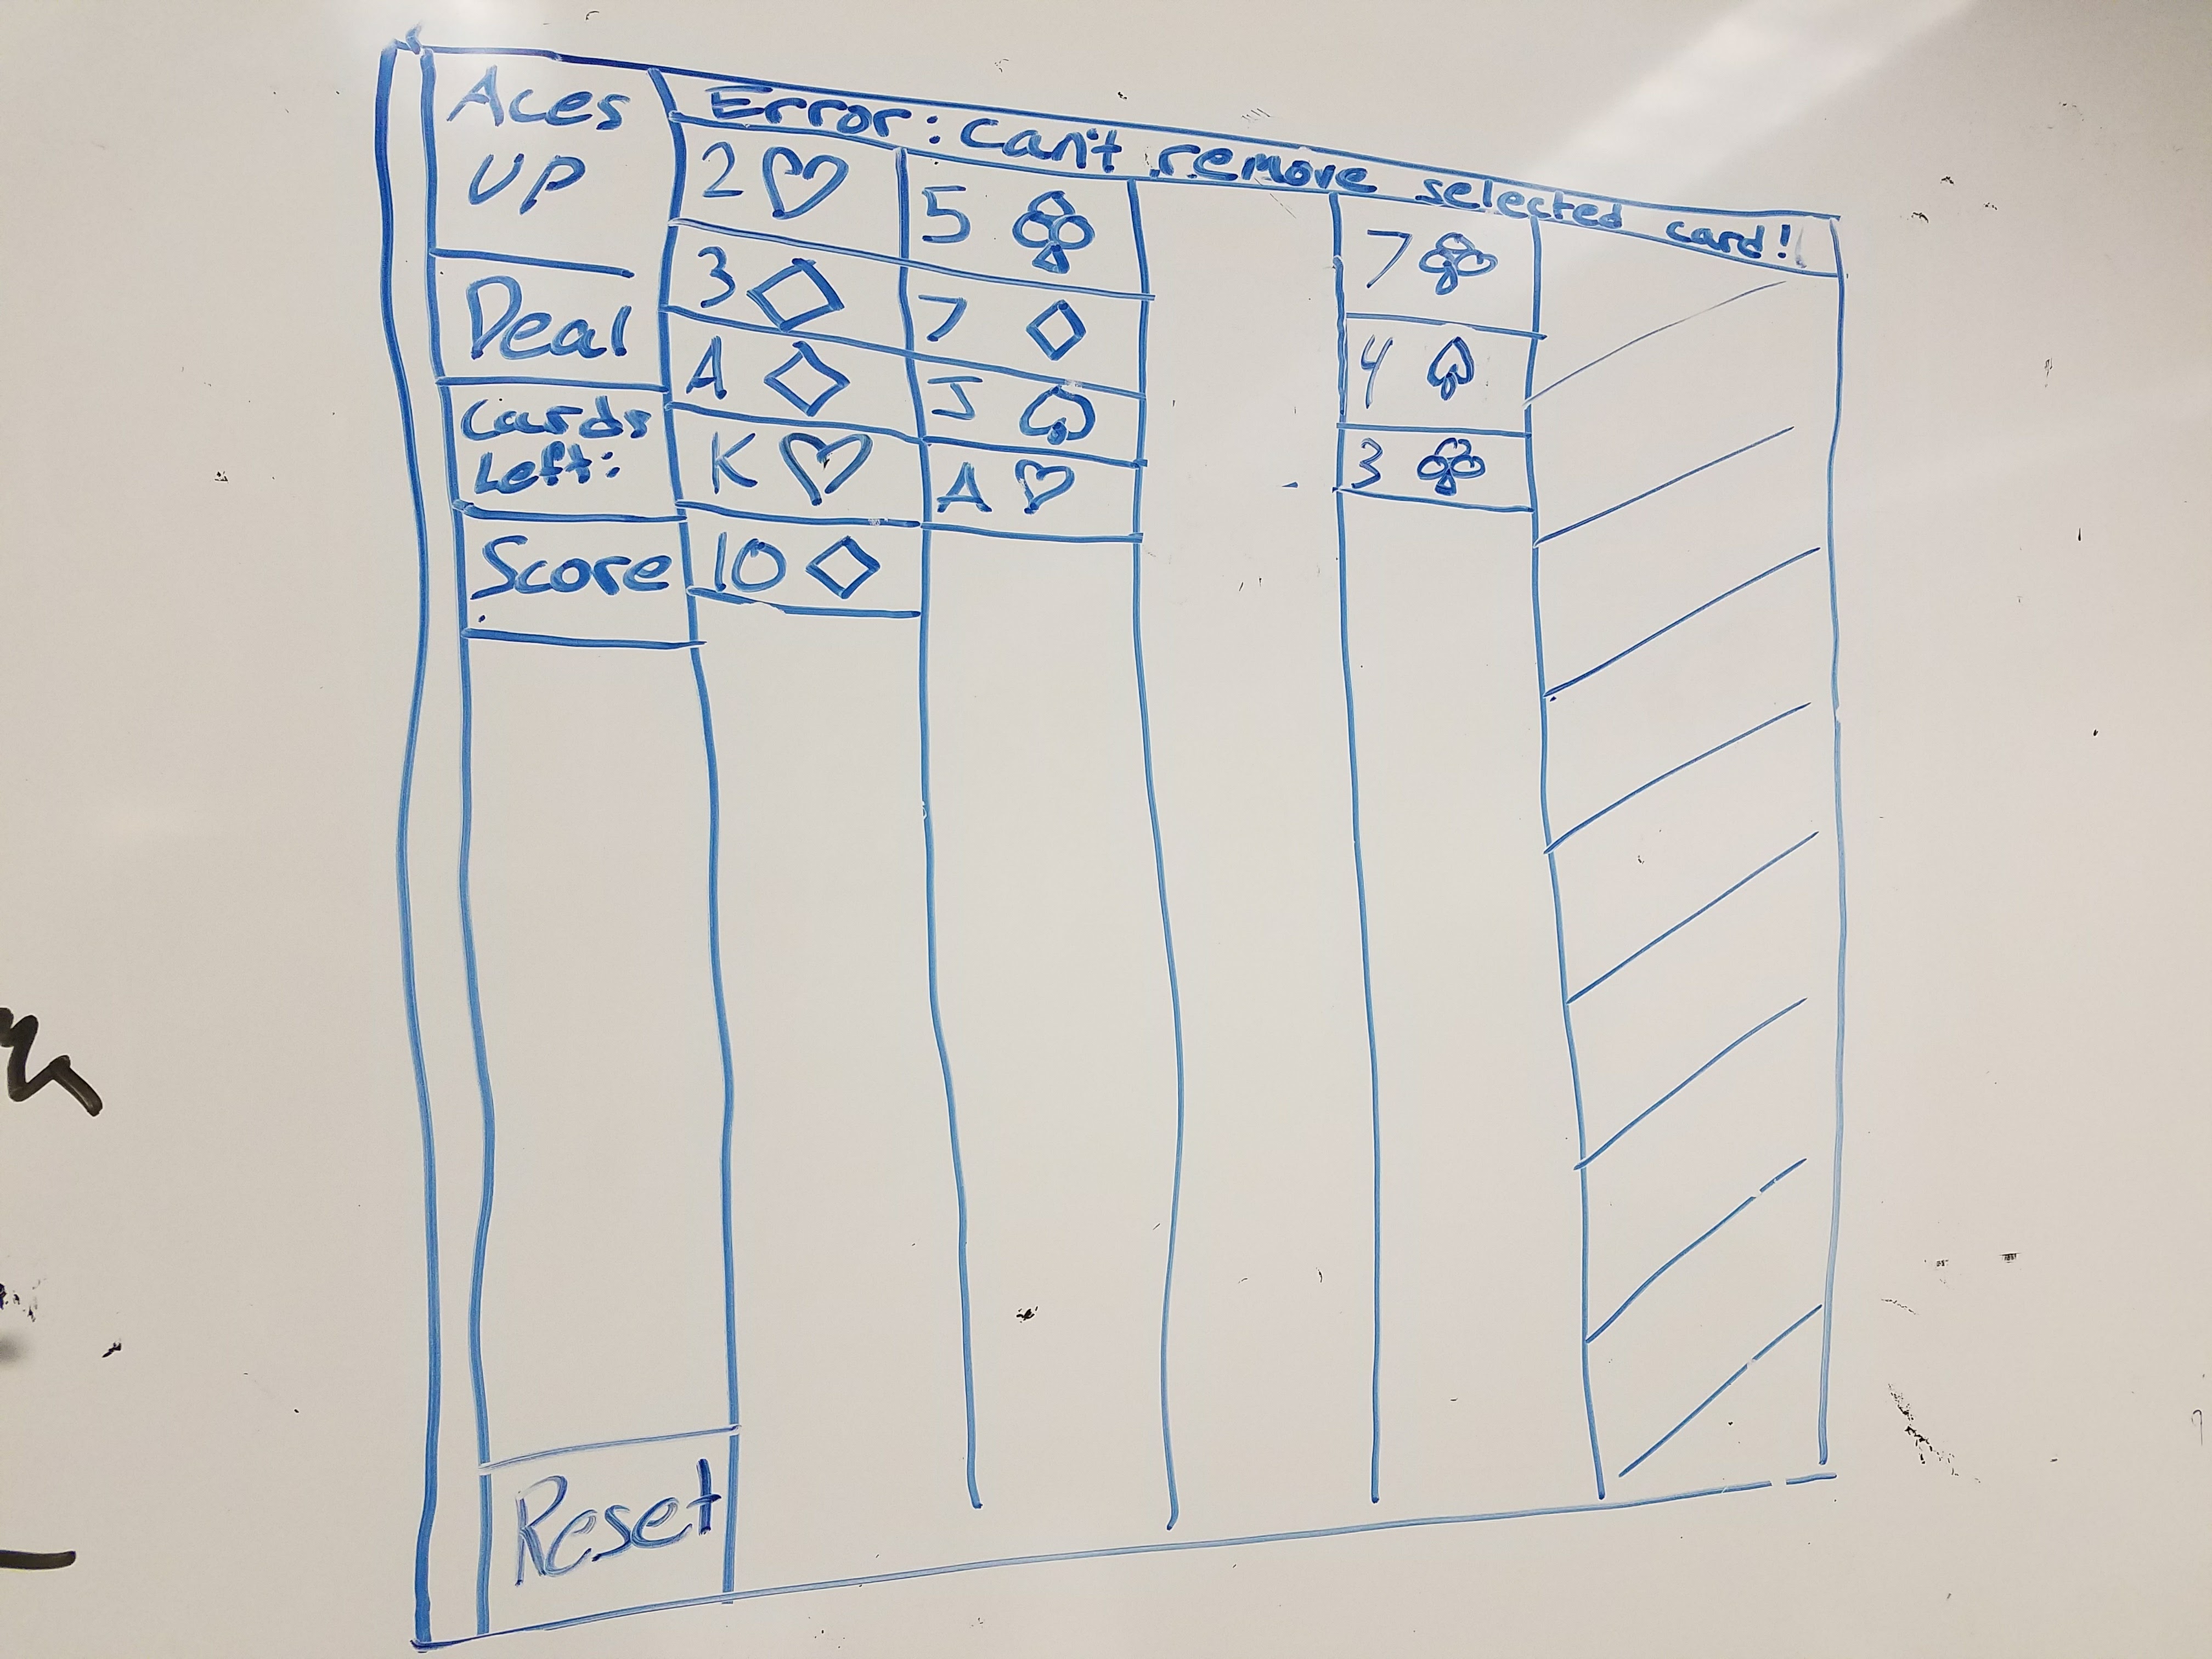 Aces
UP
Deal
Cards
Left:
Score
Reset
Error: Can't remove selected card!
2 ♡
3 ◇
A ◇
K ♡
10 ◇
5 ♧
7 ◇
J ♤
A ♡
7 ♧
4 ♤
3 ♧